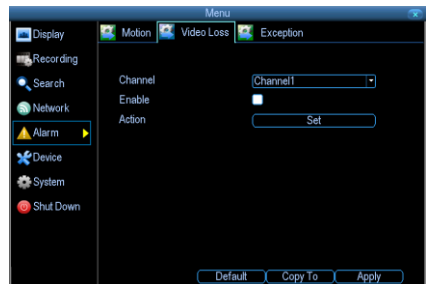 Menu
Display
Recording
Search
Network
Alarm
Device
System
Shut Down
Motion Video Loss Exception
Channel Channel1
Enable
Action Set
Default Copy To Apply